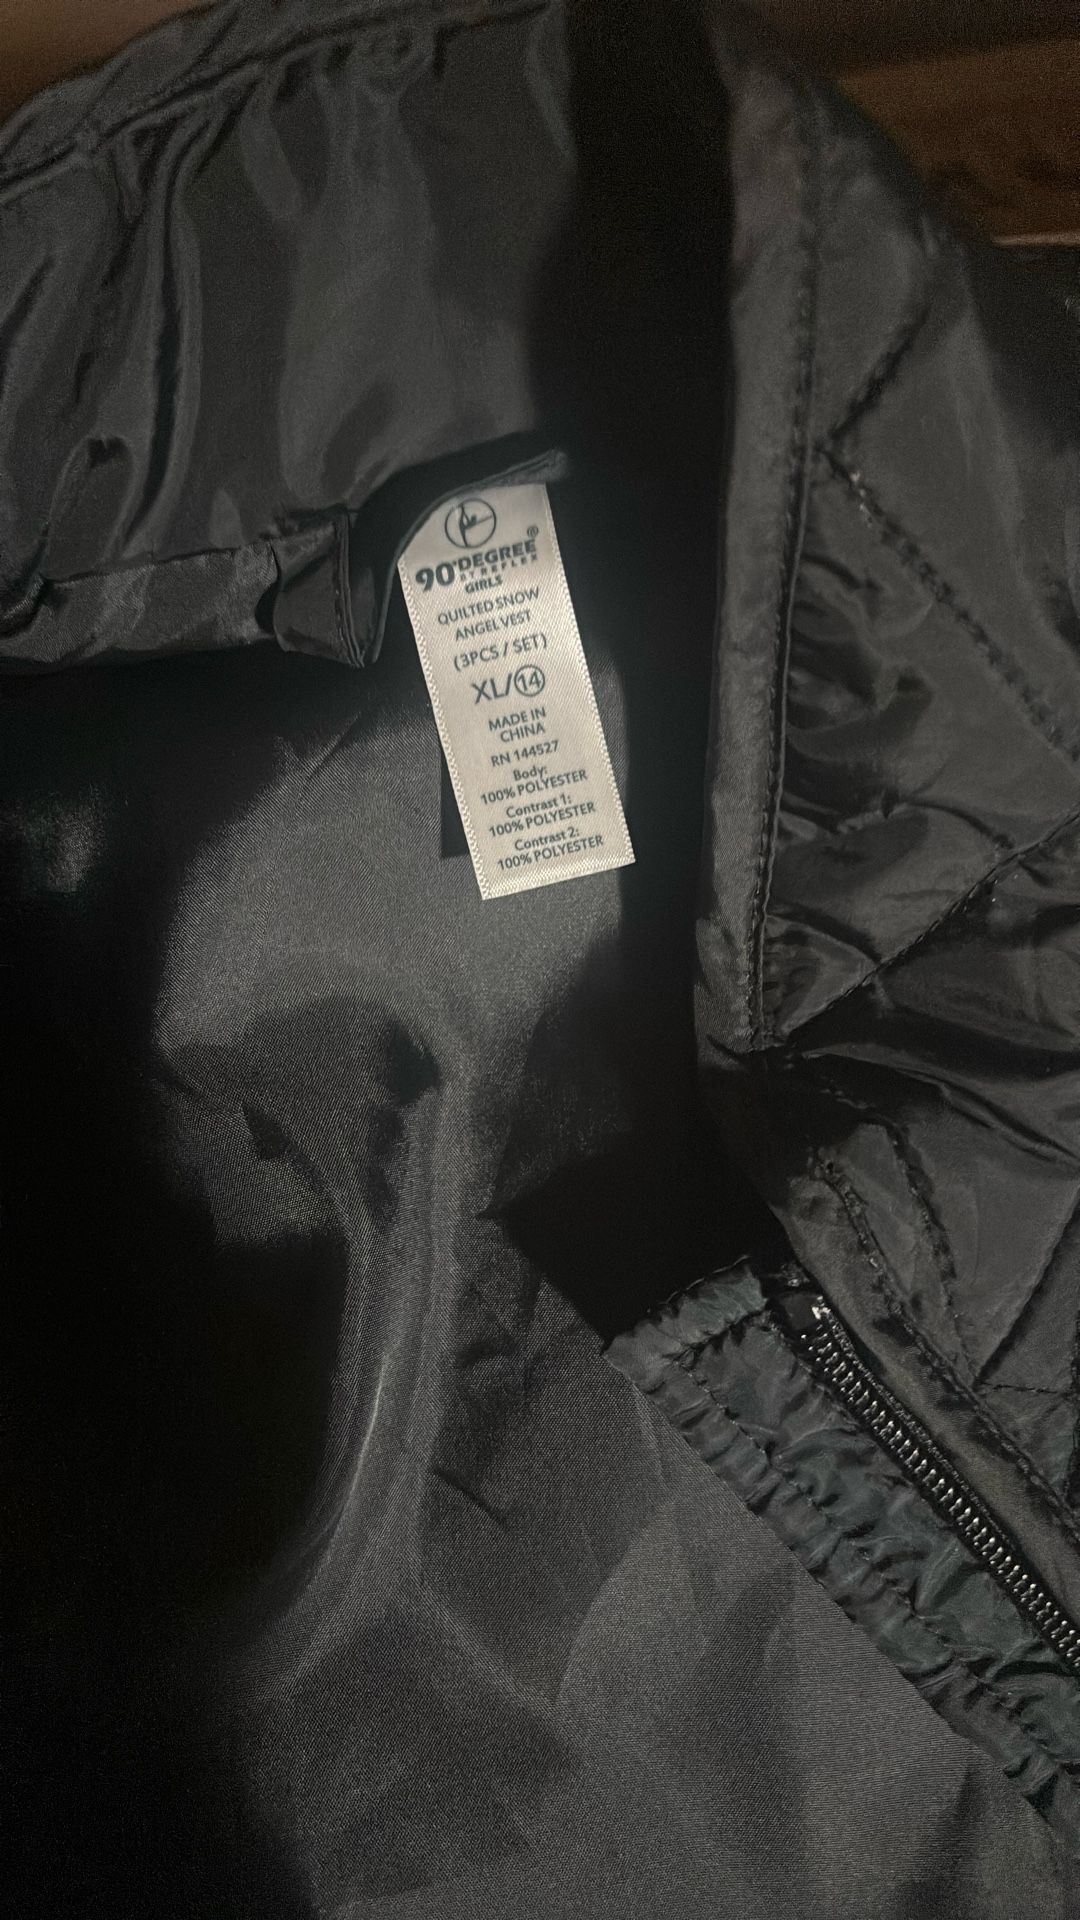 90°DEGREE®
BY REFLEX
GIRLS
QUILTED SNOW
ANGEL VEST
(3PCS / SET)
XL/14
MADE IN
CHINA
RN 144527
Body:
100% POLYESTER
Contrast 1:
100% POLYESTER
Contrast 2:
100% POLYESTER